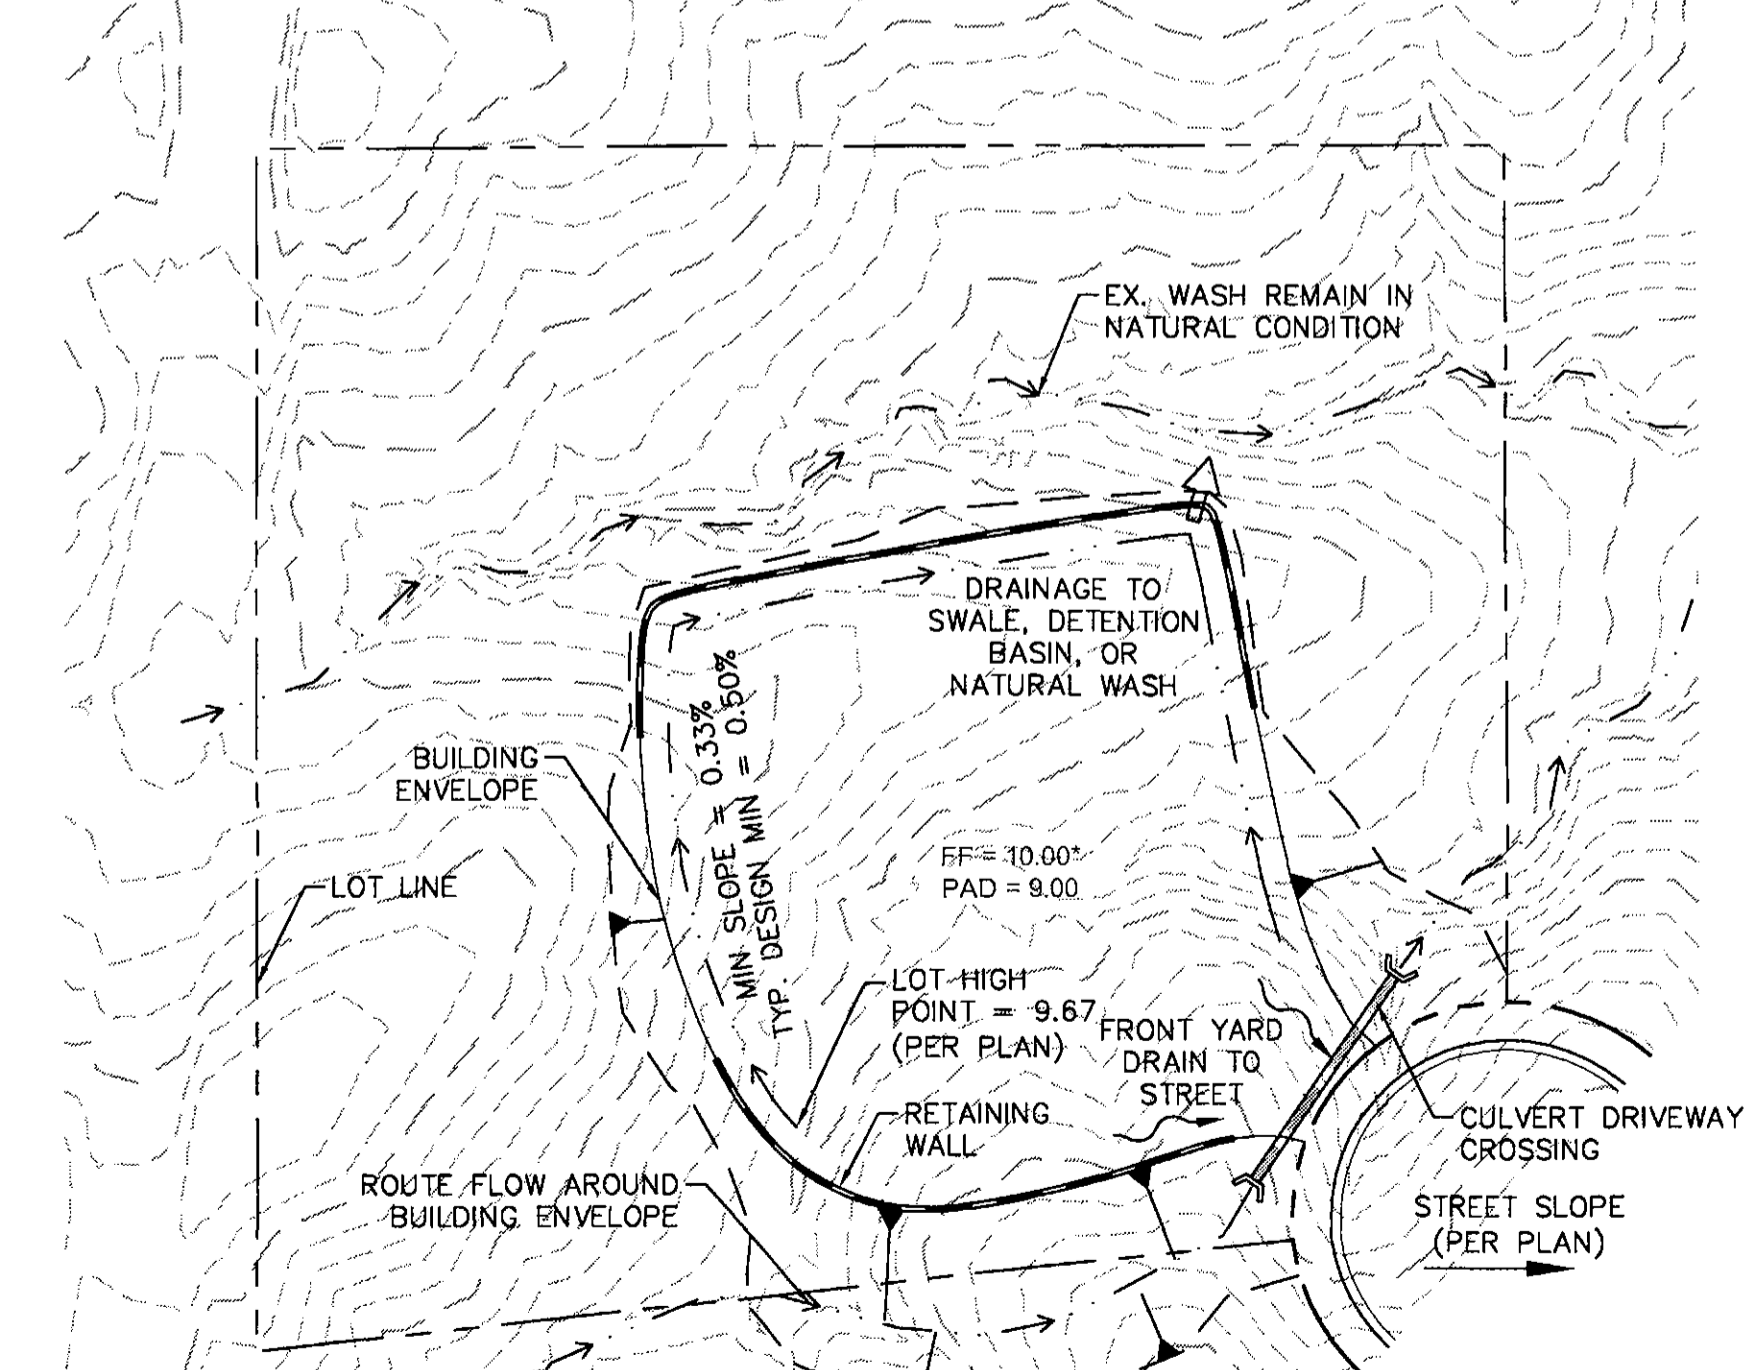 EX. WASH REMAIN IN
NATURAL CONDITION
DRAINAGE TO
SWALE, DETENTION
BASIN, OR
NATURAL WASH
MIN SLOPE = 0.33%
TYP. DESIGN MIN = 0.50%
BUILDING
ENVELOPE
LOT LINE
FF = 10.00*
PAD = 9.00
LOT HIGH
POINT = 9.67
(PER PLAN)
FRONT YARD
DRAIN TO
STREET
RETAINING
WALL
CULVERT DRIVEWAY
CROSSING
ROUTE FLOW AROUND
BUILDING ENVELOPE
STREET SLOPE
(PER PLAN)